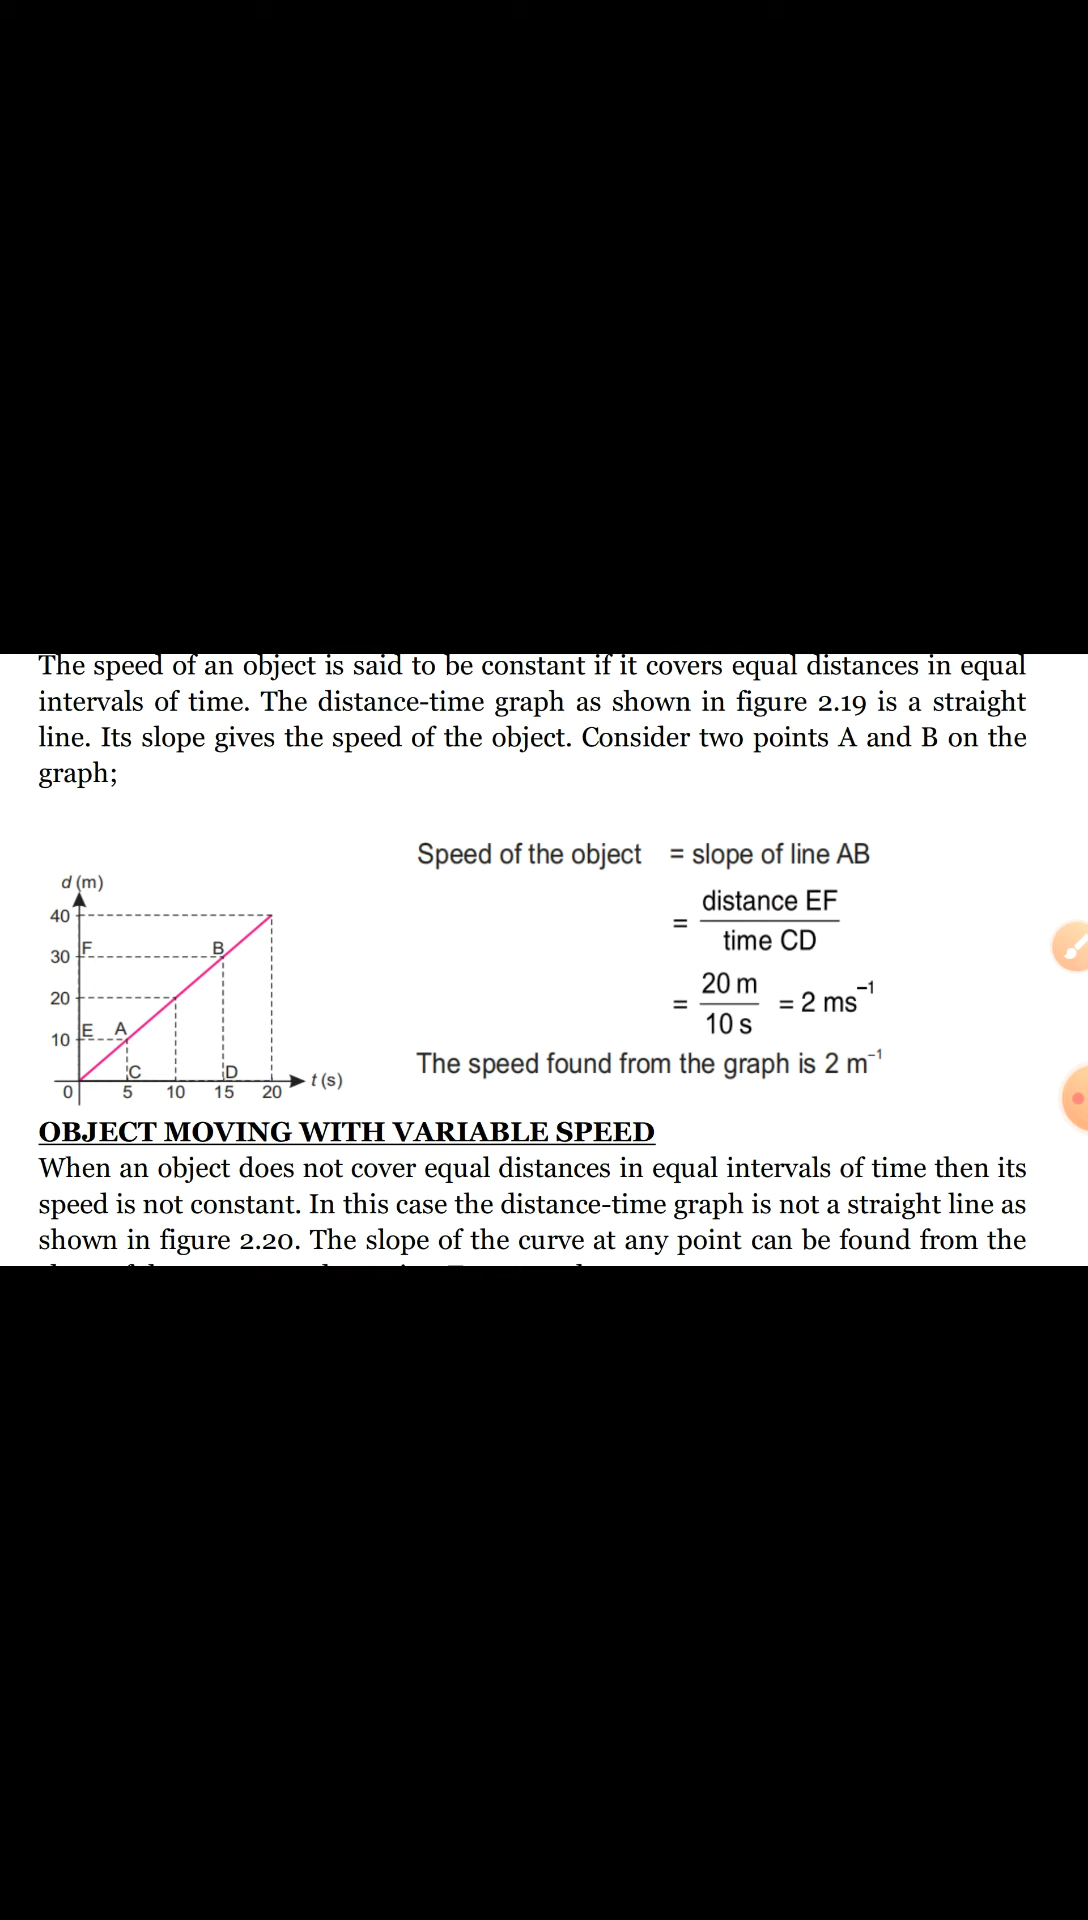 The speed of an object is said to be constant if it covers equal distances in equal
intervals of time. The distance-time graph as shown in figure 2.19 is a straight
line. Its slope gives the speed of the object. Consider two points A and B on the
graph;
Speed of the object = slope of line AB
= distance EF
time CD
= 20 m
10 s
= 2 ms⁻¹
The speed found from the graph is 2 m⁻¹
d (m)
40
30 F B
20
10 E A
C D
t (s)
0 5 10 15 20
OBJECT MOVING WITH VARIABLE SPEED
When an object does not cover equal distances in equal intervals of time then its
speed is not constant. In this case the distance-time graph is not a straight line as
shown in figure 2.20. The slope of the curve at any point can be found from the